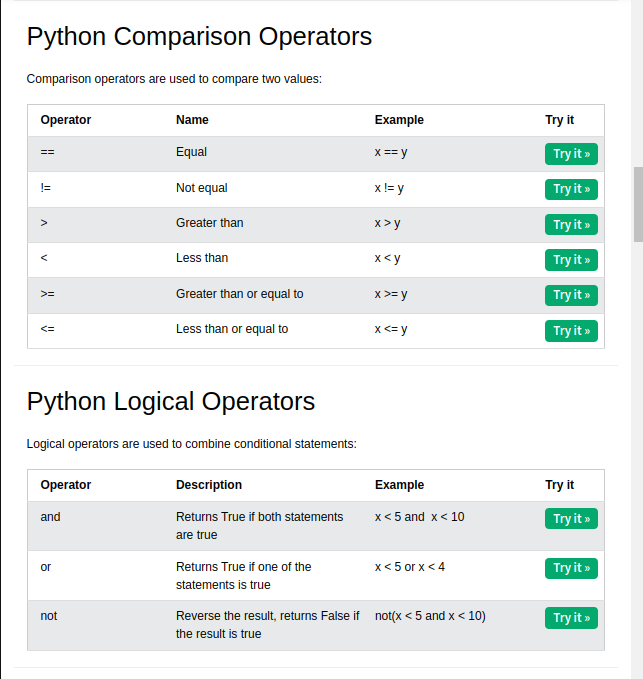 Python Comparison Operators
Comparison operators are used to compare two values:
Operator Name Example Try it
== Equal x == y Try it »
!= Not equal x != y Try it »
> Greater than x > y Try it »
< Less than x < y Try it »
>= Greater than or equal to x >= y Try it »
<= Less than or equal to x <= y Try it »
Python Logical Operators
Logical operators are used to combine conditional statements:
Operator Description Example Try it
and Returns True if both statements x < 5 and  x < 10 Try it »
are true
or Returns True if one of the x < 5 or x < 4 Try it »
statements is true
not Reverse the result, returns False if not(x < 5 and x < 10) Try it »
the result is true